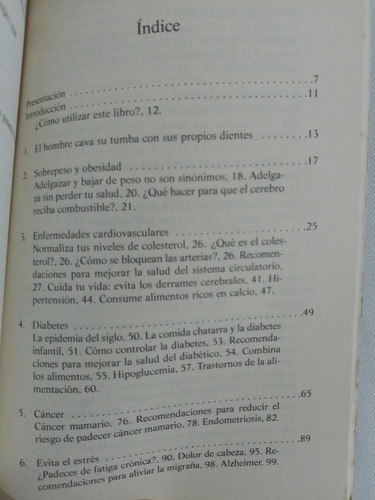 Índice
Presentación 7
Introducción 11
¿Cómo utilizar este libro?, 12.
1. El hombre cava su tumba con sus propios dientes 13
2. Sobrepeso y obesidad 17
Adelgazar y bajar de peso no son sinónimos, 18. Adelga-
za sin perder tu salud, 20. ¿Qué hacer para que el cerebro
reciba combustible?, 21.
3. Enfermedades cardiovasculares 25
Normaliza tus niveles de colesterol, 26. ¿Qué es el coles-
terol?, 26. ¿Cómo se bloquean las arterias?, 26. Recomen-
daciones para mejorar la salud del sistema circulatorio,
27. Cuida tu vida: evita los derrames cerebrales, 41. Hi-
pertensión, 44. Consume alimentos ricos en calcio, 47.
4. Diabetes 49
La epidemia del siglo, 50. La comida chatarra y la diabetes
infantil, 51. Cómo controlar la diabetes, 53. Recomenda-
ciones para mejorar la salud del diabético, 54. Combina
los alimentos, 55. Hipoglucemia, 57. Trastornos de la ali-
mentación, 60.
5. Cáncer 65
Cáncer mamario, 76. Recomendaciones para reducir el
riesgo de padecer cáncer mamario, 78. Endometriosis, 82.
6. Evita el estrés 89
¿Padeces de fatiga crónica?, 90. Dolor de cabeza, 95. Re-
comendaciones para aliviar la migraña, 98. Alzheimer, 99.